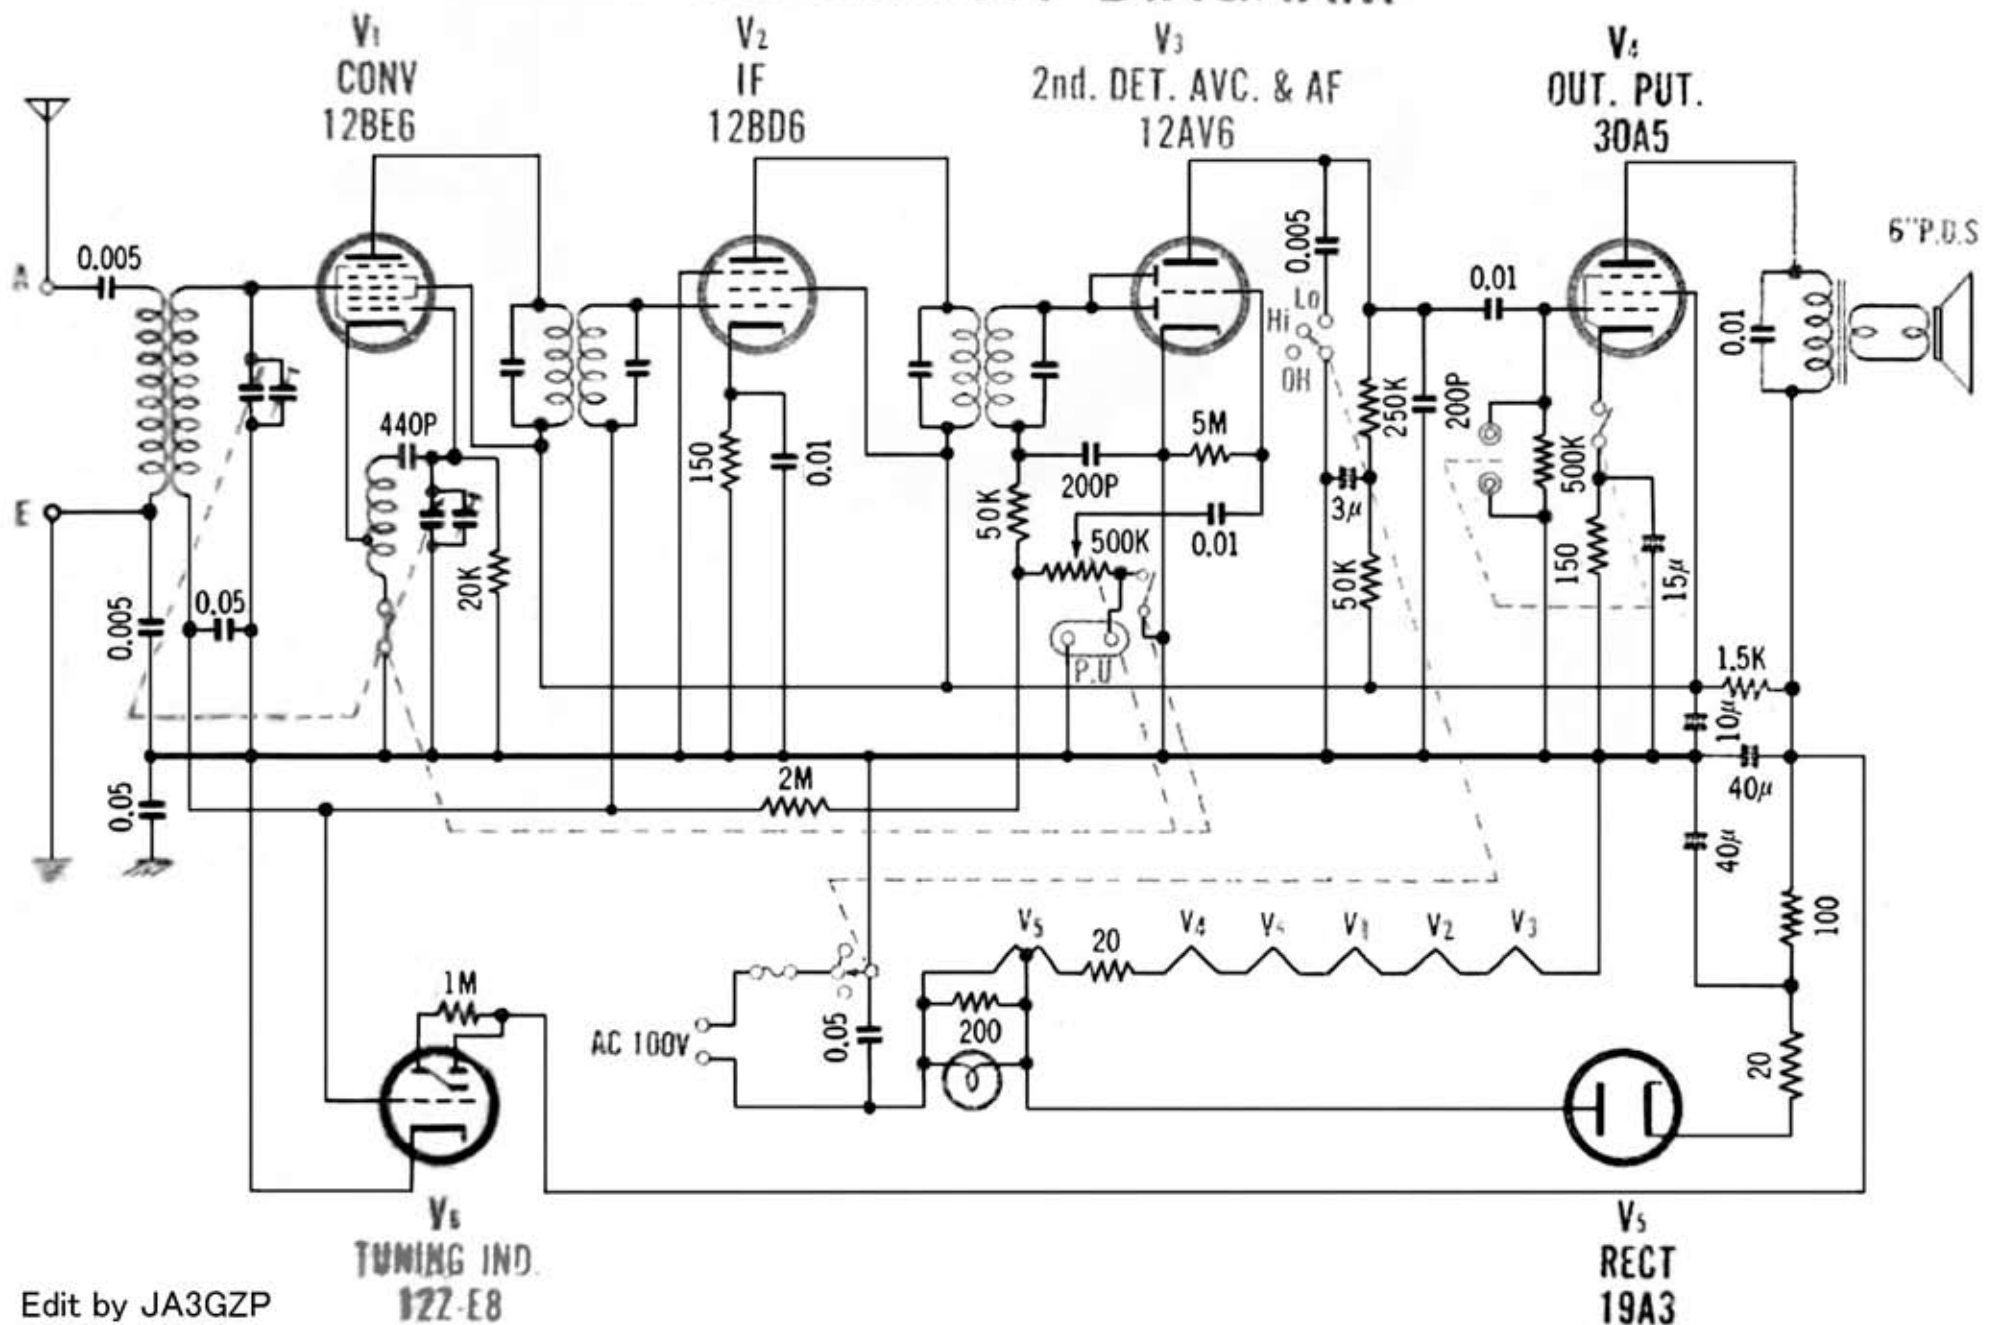 V1
CONV
12BE6
V2
IF
12BD6
V3
2nd. DET. AVC. & AF
12AV6
V4
OUT. PUT.
30A5
A
0.005
E
0.005
0.05
0.05
440P
20K
150
0.01
2M
50K
200P
5M
500K
0.01
P.U
0.005
Lo
Hi
OH
3μ
250K
50K
200P
0.01
500K
150
15μ
0.01
6"P.D.S
1.5K
10μ
40μ
40μ
100
20
1M
AC 100V
0.05
V5
20
V4
V1
V2
V3
200
V6
TUNING IND.
12Z-E8
V5
RECT
19A3
Edit by JA3GZP